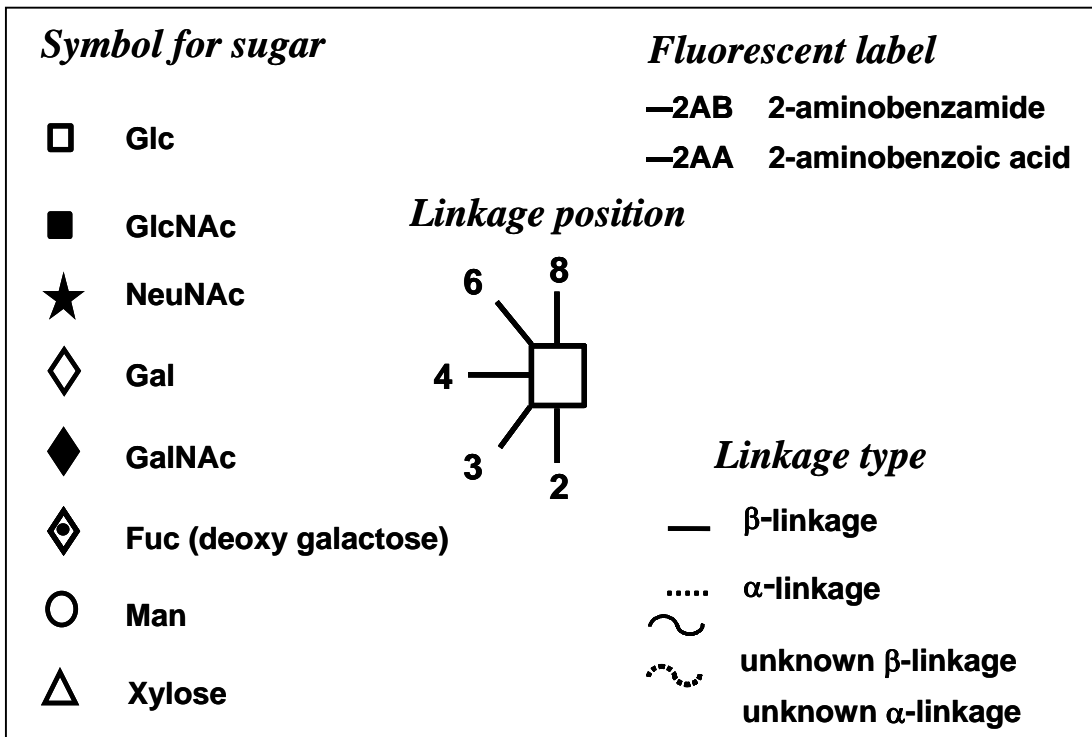 Symbol for sugar
Glc
GlcNAc
NeuNAc
Gal
GalNAc
Fuc (deoxy galactose)
Man
Xylose
Fluorescent label
—2AB 2-aminobenzamide
—2AA 2-aminobenzoic acid
Linkage position
8
6
4
3
2
Linkage type
β-linkage
α-linkage
unknown β-linkage
unknown α-linkage